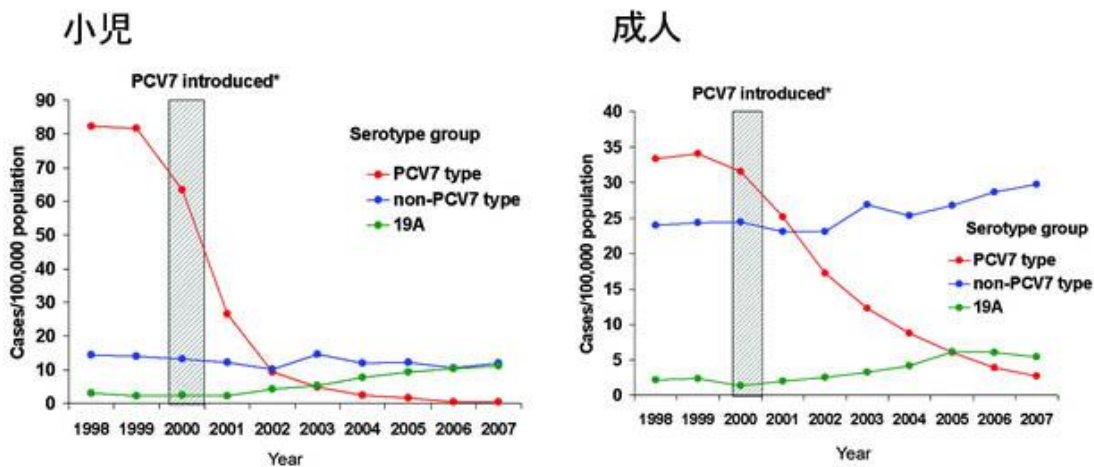 小児
PCV7 introduced*
90
80
70
60
50
40
30
20
10
0
Cases/100,000 population
Serotype group
PCV7 type
non-PCV7 type
19A
1998 1999 2000 2001 2002 2003 2004 2005 2006 2007
Year
成人
PCV7 introduced*
40
35
30
25
20
15
10
5
0
Cases/100,000 population
Serotype group
PCV7 type
non-PCV7 type
19A
1998 1999 2000 2001 2002 2003 2004 2005 2006 2007
Year